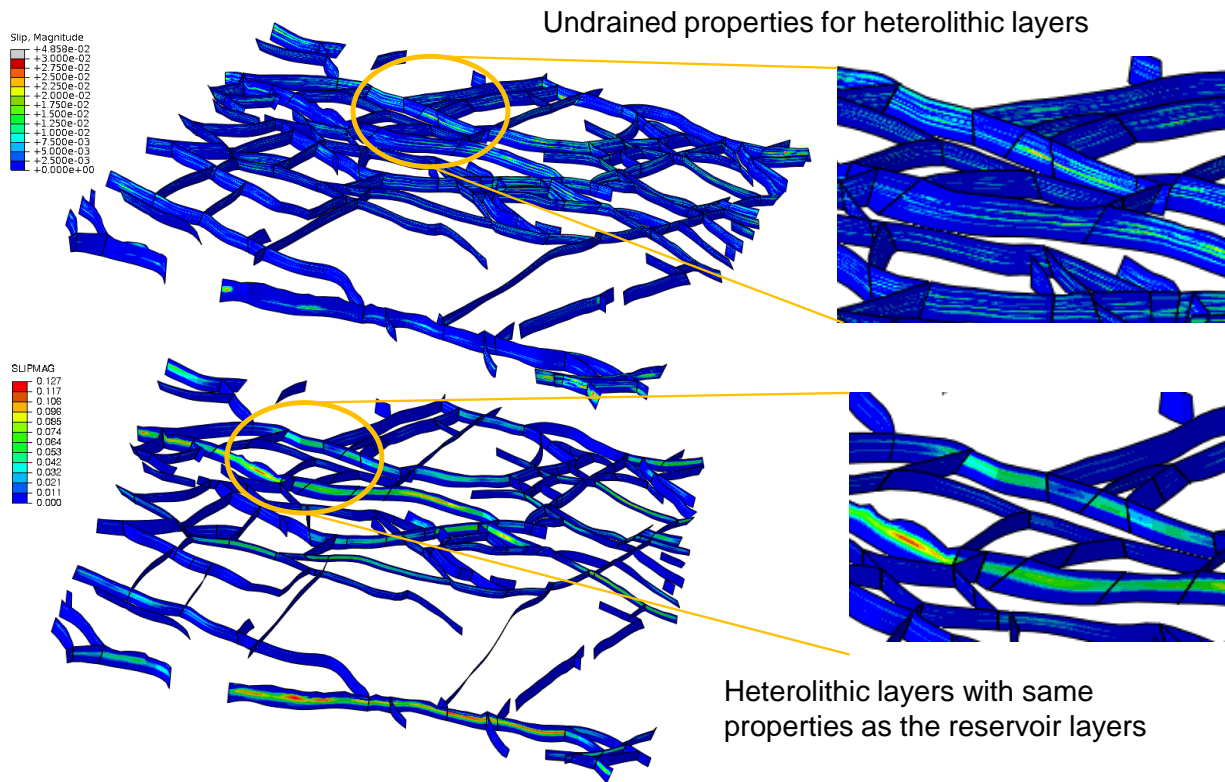 Undrained properties for heterolithic layers
Slip, Magnitude
+4.858e-02
+3.000e-02
+2.750e-02
+2.500e-02
+2.250e-02
+2.000e-02
+1.750e-02
+1.500e-02
+1.250e-02
+1.000e-02
+7.500e-03
+5.000e-03
+2.500e-03
+0.000e+00
SLIPMAG
0.127
0.117
0.106
0.096
0.085
0.074
0.064
0.053
0.042
0.032
0.021
0.011
0.000
Heterolithic layers with same
properties as the reservoir layers